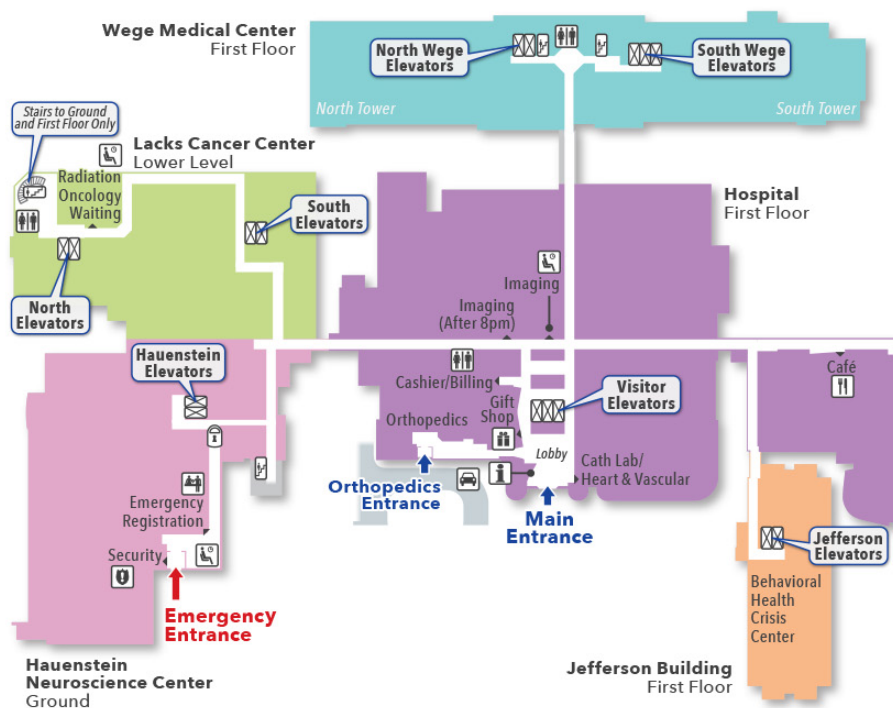 Wege Medical Center
First Floor
North Wege
Elevators
South Wege
Elevators
North Tower
South Tower
Stairs to Ground
and First Floor Only
Lacks Cancer Center
Lower Level
Radiation
Oncology
Waiting
South
Elevators
North
Elevators
Hospital
First Floor
Imaging
Imaging
(After 8pm)
Hauenstein
Elevators
Cashier/Billing
Gift
Shop
Visitor
Elevators
Café
Orthopedics
Lobby
Cath Lab/
Heart & Vascular
Orthopedics
Entrance
Main
Entrance
Emergency
Registration
Security
Emergency
Entrance
Jefferson
Elevators
Behavioral
Health
Crisis
Center
Hauenstein
Neuroscience Center
Ground
Jefferson Building
First Floor